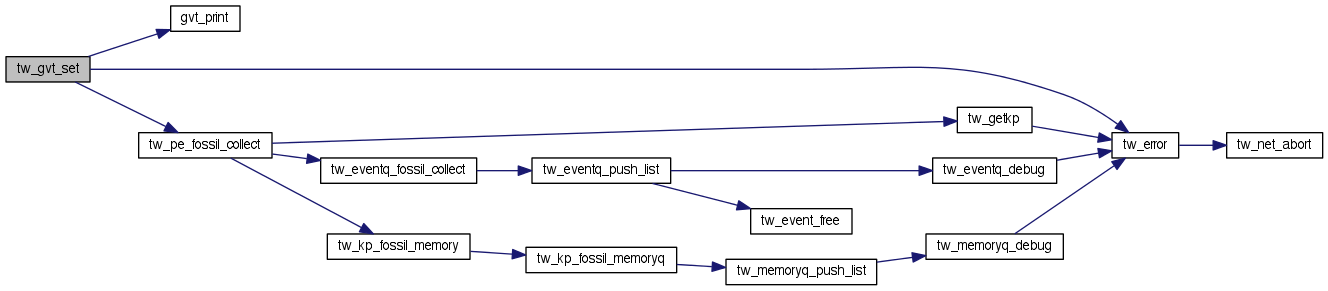 gvt_print
tw_gvt_set
tw_getkp
tw_pe_fossil_collect
tw_error
tw_net_abort
tw_eventq_fossil_collect
tw_eventq_push_list
tw_eventq_debug
tw_event_free
tw_kp_fossil_memory
tw_memoryq_debug
tw_kp_fossil_memoryq
tw_memoryq_push_list